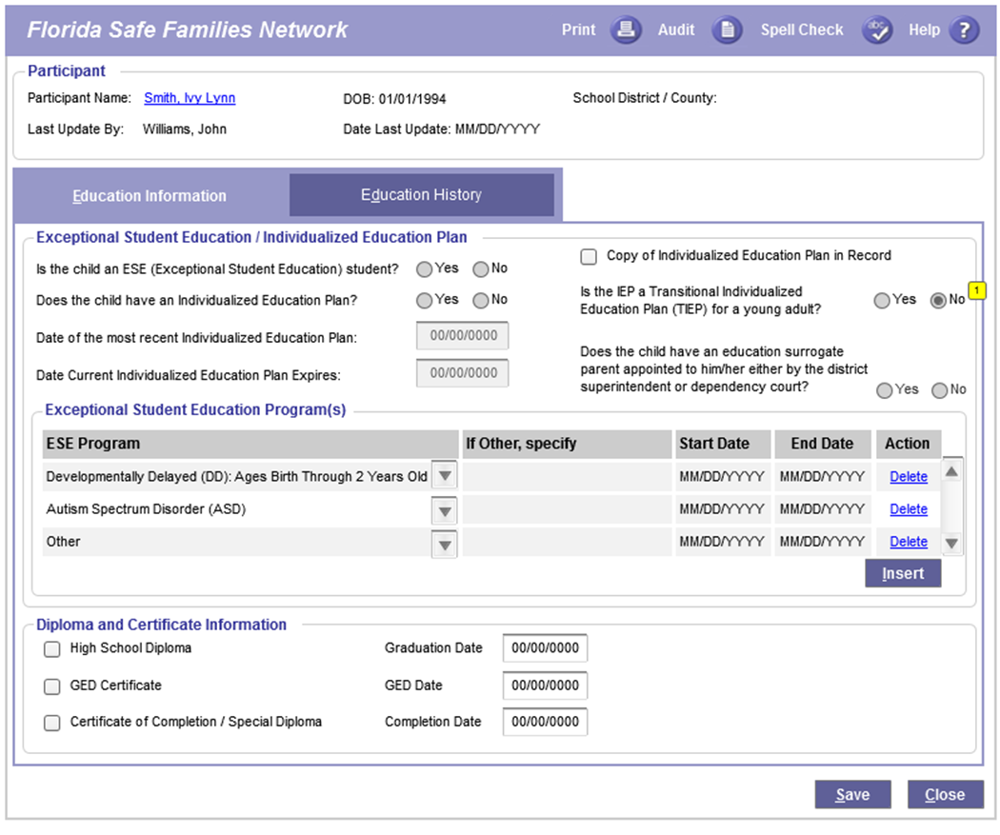 Florida Safe Families Network
Print Audit Spell Check abc Help ?
Participant
Participant Name: Smith, Ivy Lynn DOB: 01/01/1994 School District / County:
Last Update By: Williams, John Date Last Update: MM/DD/YYYY
Education Information Education History
Exceptional Student Education / Individualized Education Plan
Is the child an ESE (Exceptional Student Education) student? Yes No
Does the child have an Individualized Education Plan? Yes No
Date of the most recent Individualized Education Plan: 00/00/0000
Date Current Individualized Education Plan Expires: 00/00/0000
Copy of Individualized Education Plan in Record
Is the IEP a Transitional Individualized
Education Plan (TIEP) for a young adult? Yes No 1
Does the child have an education surrogate
parent appointed to him/her either by the district
superintendent or dependency court? Yes No
Exceptional Student Education Program(s)
ESE Program If Other, specify Start Date End Date Action
Developmentally Delayed (DD): Ages Birth Through 2 Years Old MM/DD/YYYY MM/DD/YYYY Delete
Autism Spectrum Disorder (ASD) MM/DD/YYYY MM/DD/YYYY Delete
Other MM/DD/YYYY MM/DD/YYYY Delete
Insert
Diploma and Certificate Information
High School Diploma Graduation Date 00/00/0000
GED Certificate GED Date 00/00/0000
Certificate of Completion / Special Diploma Completion Date 00/00/0000
Save Close